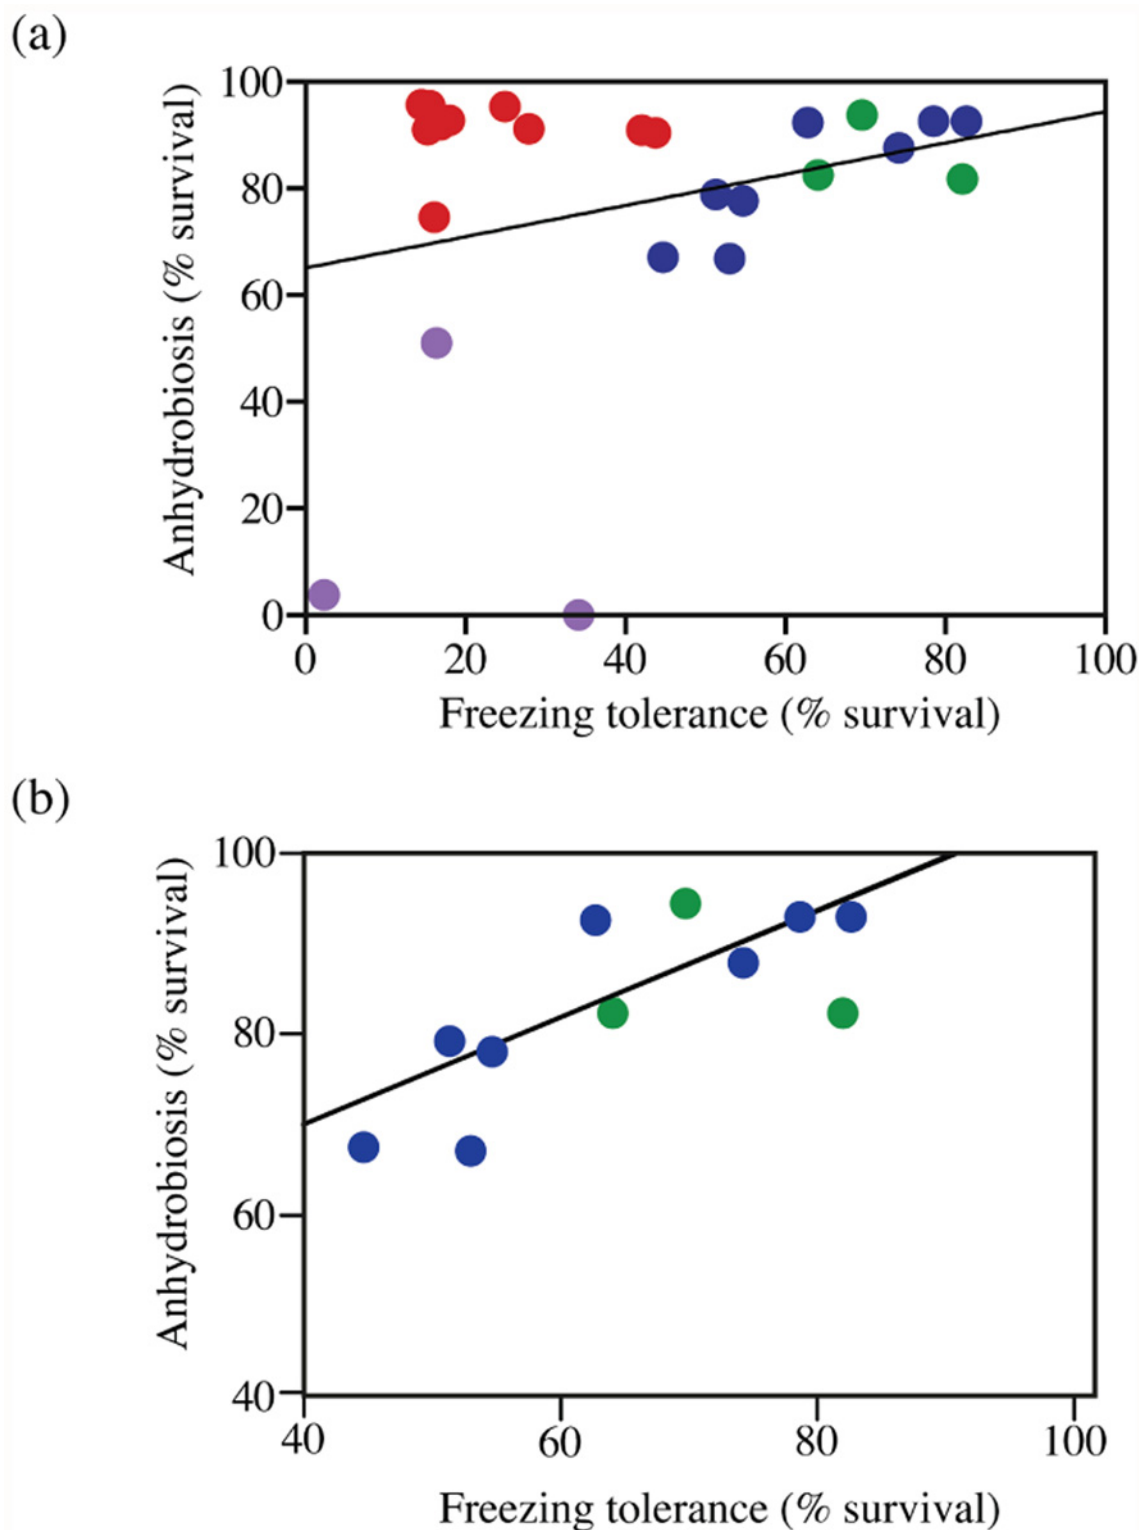 (a)
100
80
60
40
20
0
Anhydrobiosis (% survival)
0 20 40 60 80 100
Freezing tolerance (% survival)
(b)
100
80
60
40
Anhydrobiosis (% survival)
40 60 80 100
Freezing tolerance (% survival)